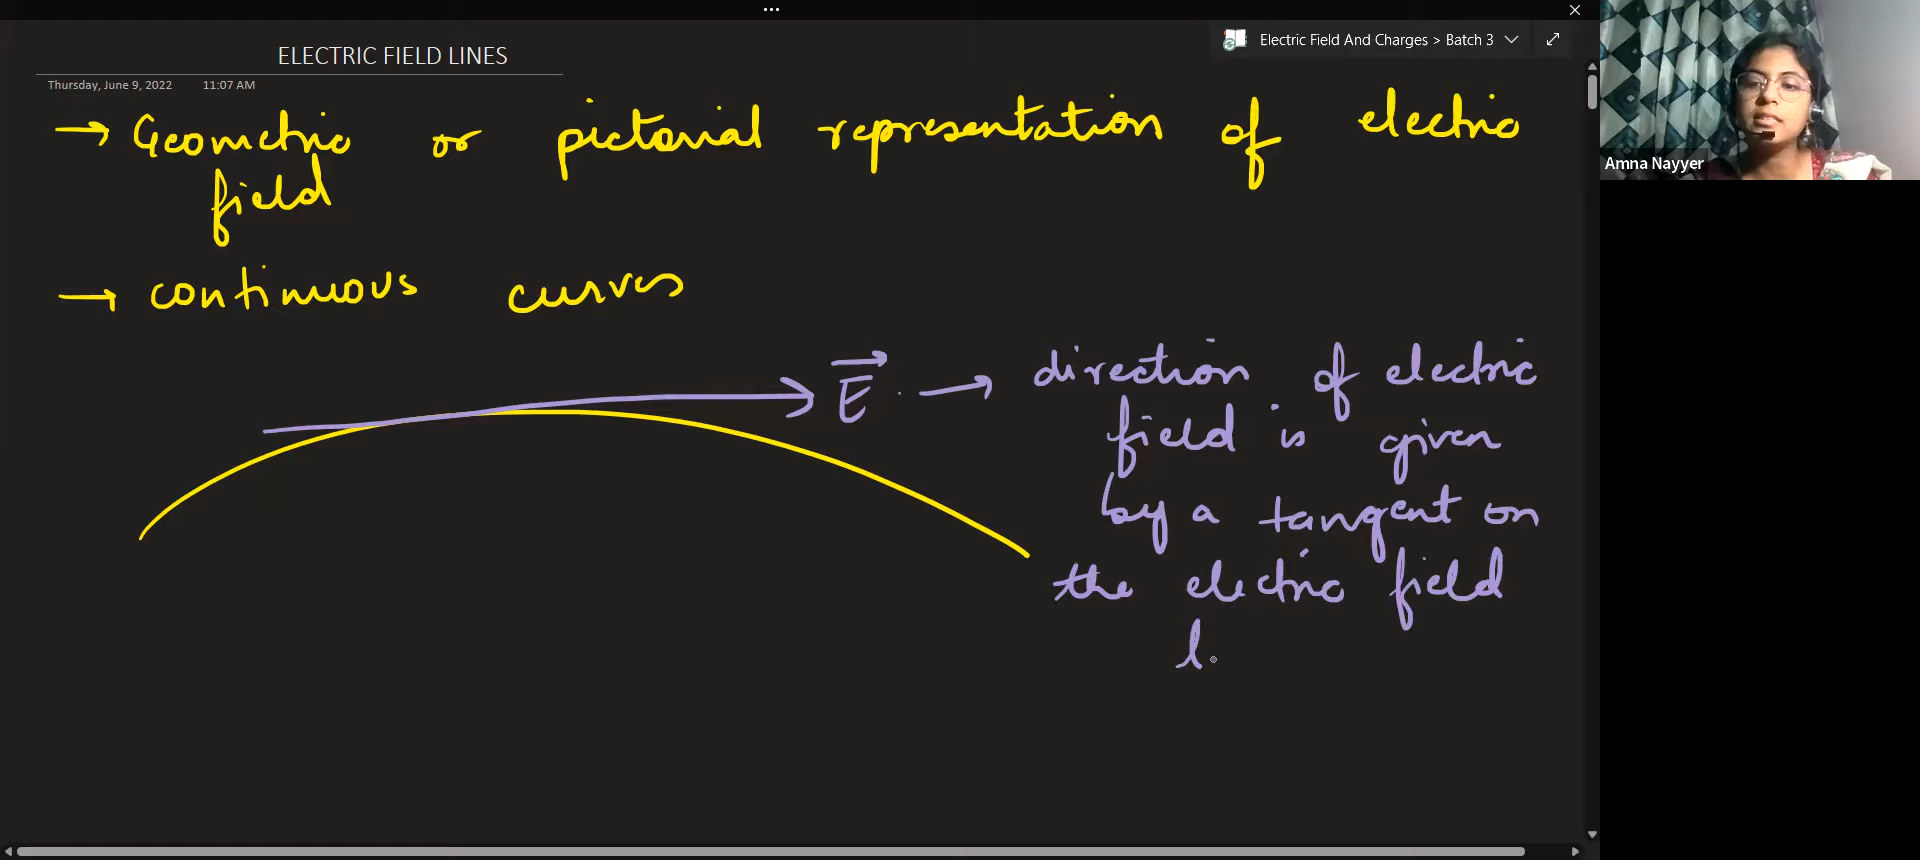 Electric Field And Charges > Batch 3
ELECTRIC FIELD LINES
Thursday, June 9, 2022 11:07 AM
→ Geometric or pictorial representation of electric
field
→ continuous curves
E → direction of electric
field is given
by a tangent on
the electric field
l
Amna Nayyer